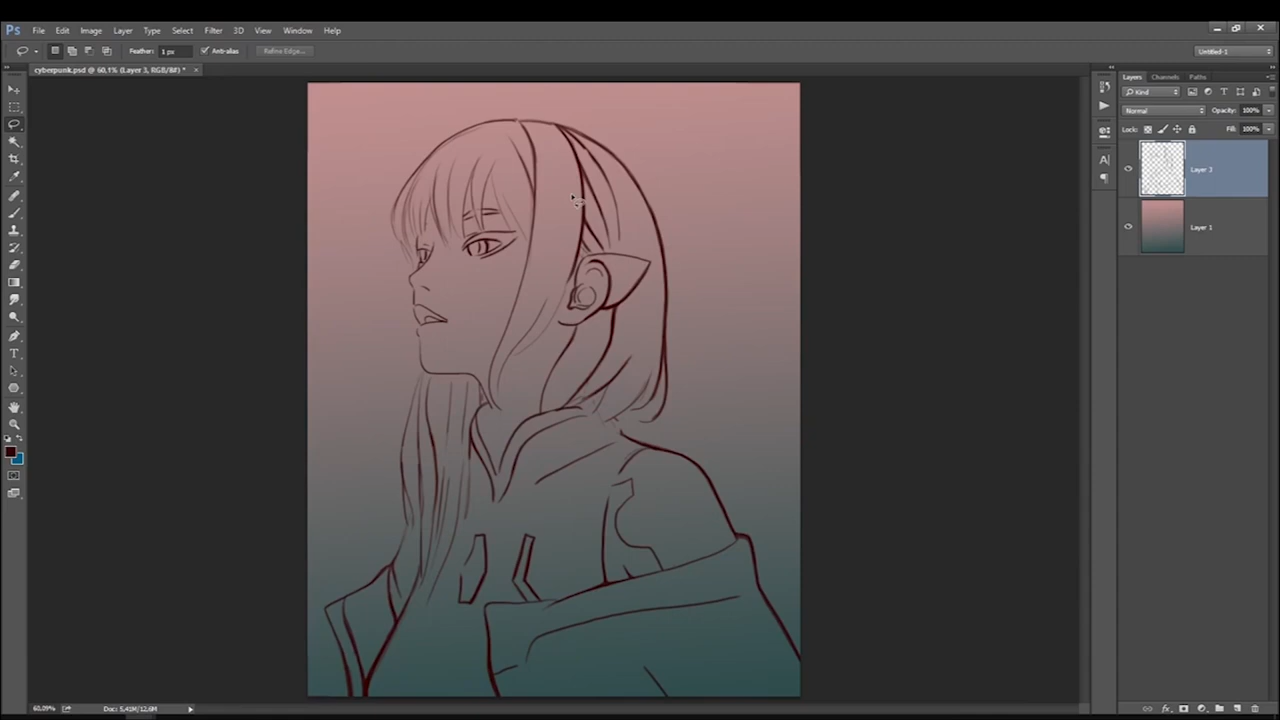 Ps File Edit Image Layer Type Select Filter 3D View Window Help
Feather: 1 px Anti-alias Refine Edge... Untitled-1
cyberpunk.psd @ 60,1% (Layer 3, RGB/8#) * ×
Layers Channels Paths
Kind
Normal Opacity: 100%
Lock: Fill: 100%
Layer 3
Layer 1
60,09% Doc: 5,41M/12,6M